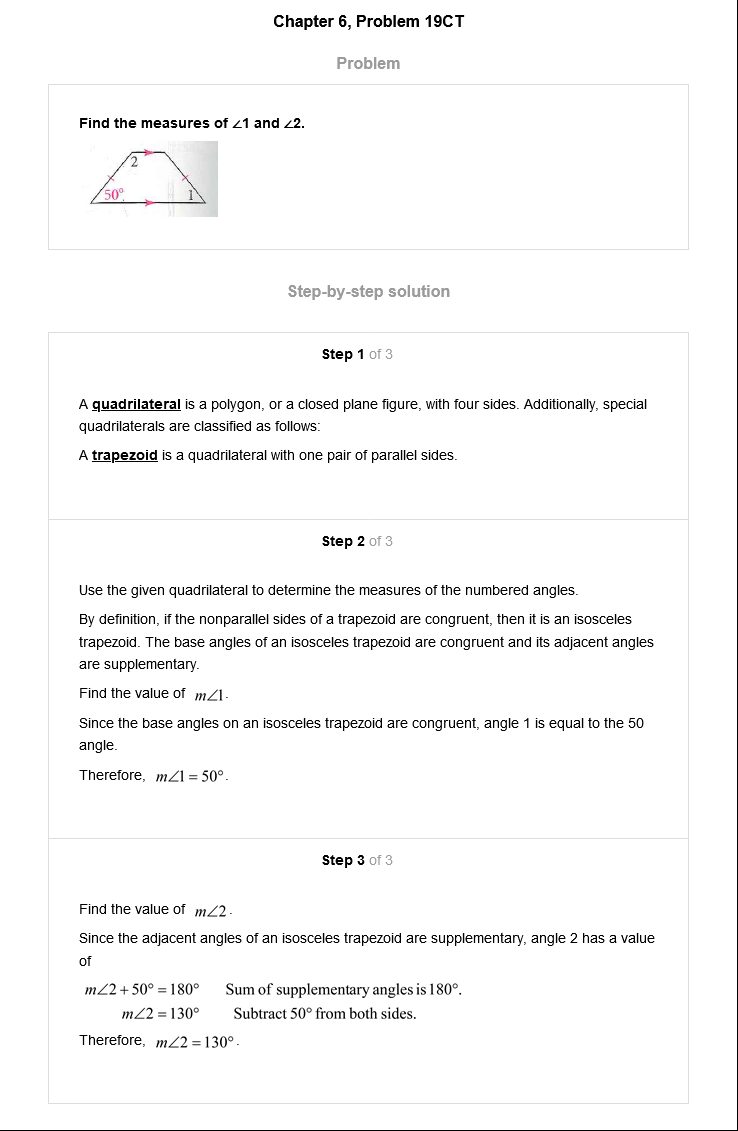 Chapter 6, Problem 19CT
Problem
Find the measures of ∠1 and ∠2.
2
50°
1
Step-by-step solution
Step 1 of 3
A quadrilateral is a polygon, or a closed plane figure, with four sides. Additionally, special
quadrilaterals are classified as follows:
A trapezoid is a quadrilateral with one pair of parallel sides.
Step 2 of 3
Use the given quadrilateral to determine the measures of the numbered angles.
By definition, if the nonparallel sides of a trapezoid are congruent, then it is an isosceles
trapezoid. The base angles of an isosceles trapezoid are congruent and its adjacent angles
are supplementary.
Find the value of m∠1.
Since the base angles on an isosceles trapezoid are congruent, angle 1 is equal to the 50
angle.
Therefore, m∠1 = 50°.
Step 3 of 3
Find the value of m∠2.
Since the adjacent angles of an isosceles trapezoid are supplementary, angle 2 has a value
of
m∠2 + 50° = 180° Sum of supplementary angles is 180°.
m∠2 = 130° Subtract 50° from both sides.
Therefore, m∠2 = 130°.